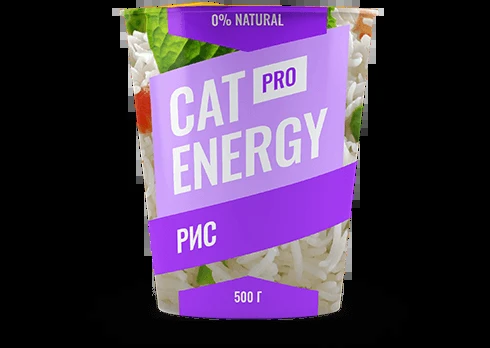 0% NATURAL
CAT PRO
ENERGY
РИС
500 Г